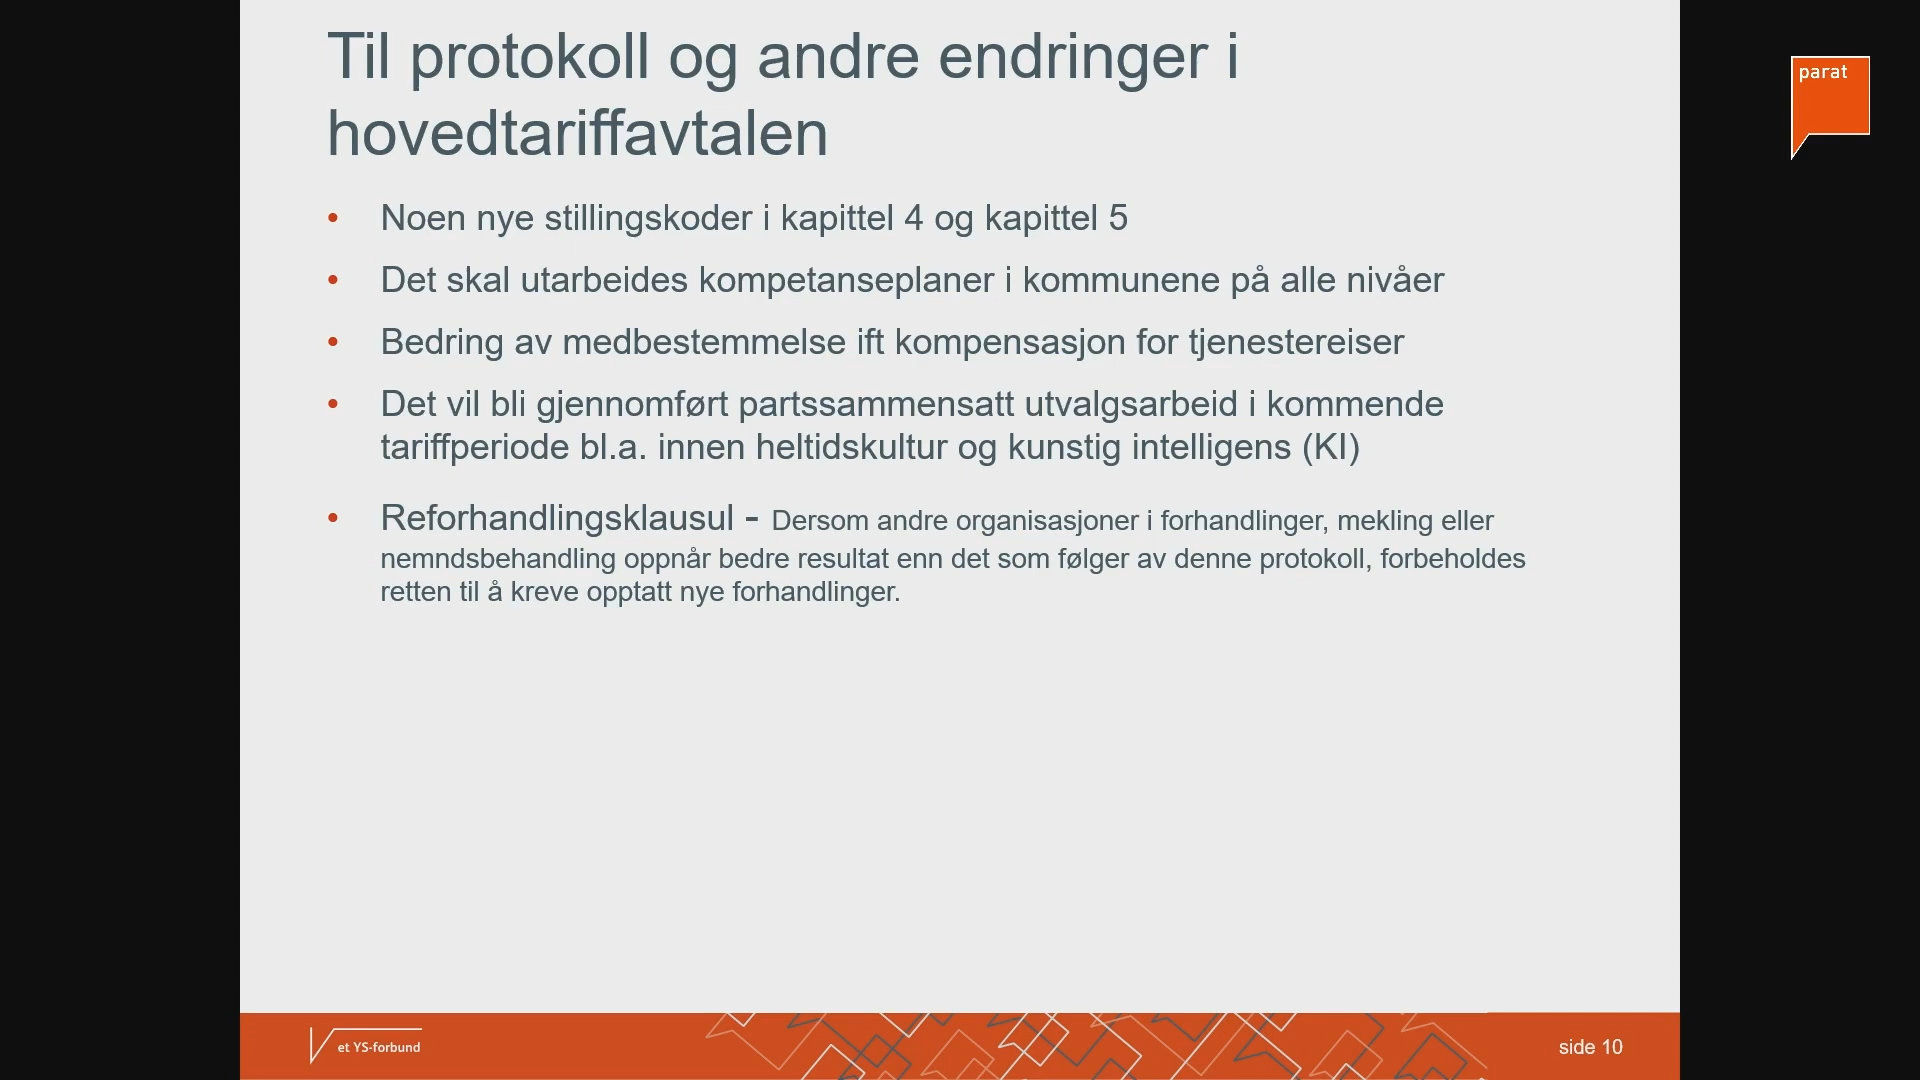 Til protokoll og andre endringer i
hovedtariffavtalen
parat
• Noen nye stillingskoder i kapittel 4 og kapittel 5
• Det skal utarbeides kompetanseplaner i kommunene på alle nivåer
• Bedring av medbestemmelse ift kompensasjon for tjenestereiser
• Det vil bli gjennomført partssammensatt utvalgsarbeid i kommende
tariffperiode bl.a. innen heltidskultur og kunstig intelligens (KI)
• Reforhandlingsklausul - Dersom andre organisasjoner i forhandlinger, mekling eller
nemndsbehandling oppnår bedre resultat enn det som følger av denne protokoll, forbeholdes
retten til å kreve opptatt nye forhandlinger.
et YS-forbund
side 10